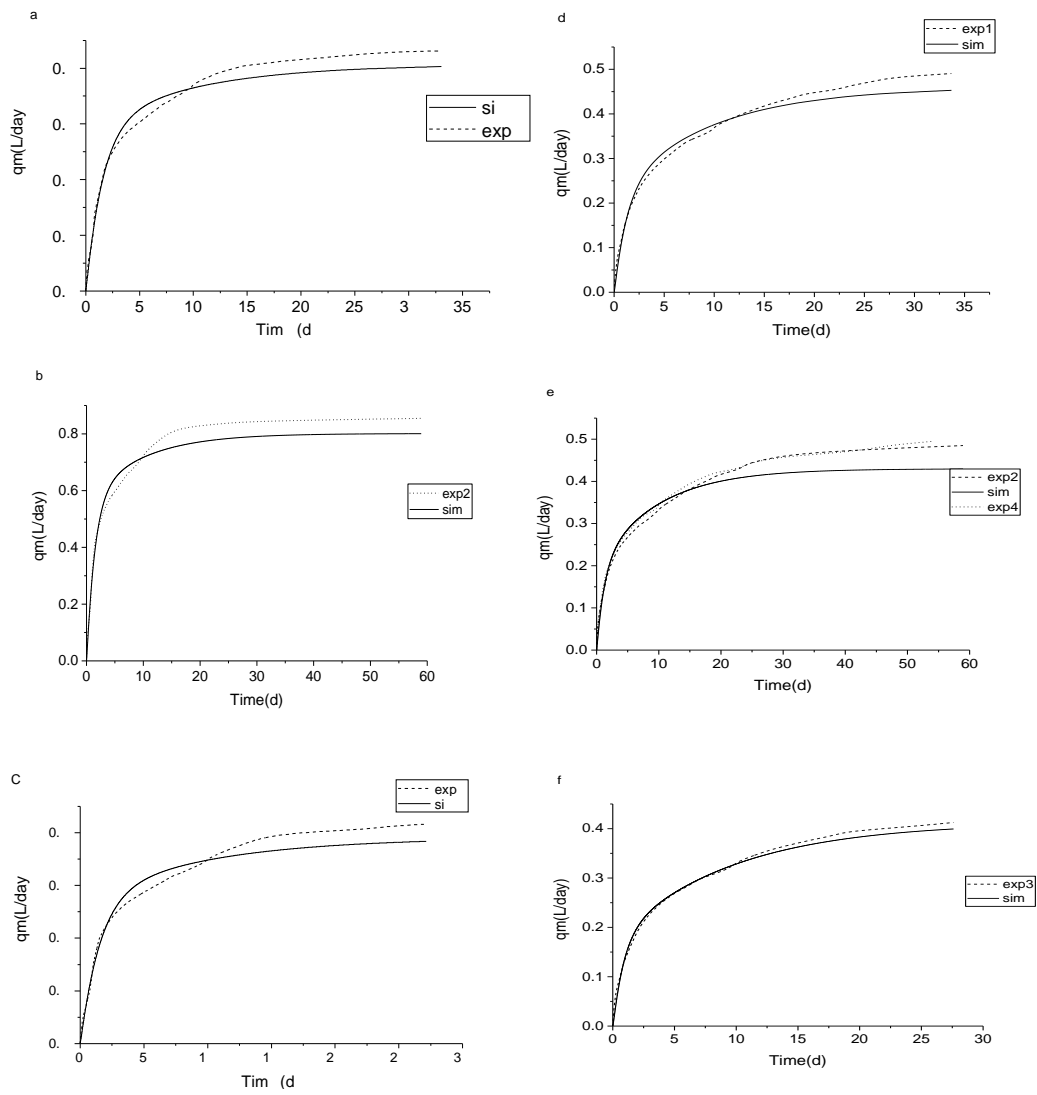 a
qm(L/day
0.
0.
0.
0.
0.
0 5 10 15 20 25 3 35
Tim (d
si
exp
d
qm(L/day)
0.5
0.4
0.3
0.2
0.1
0.0
0 5 10 15 20 25 30 35
Time(d)
exp1
sim
b
qm(L/day)
0.8
0.6
0.4
0.2
0.0
0 10 20 30 40 50 60
Time(d)
exp2
sim
e
qm(L/day)
0.5
0.4
0.3
0.2
0.1
0.0
0 10 20 30 40 50 60
Time(d)
exp2
sim
exp4
C
qm(L/day
0.
0.
0.
0.
0.
0 5 1 1 2 2 3
Tim (d
exp
si
f
qm(L/day)
0.4
0.3
0.2
0.1
0.0
0 5 10 15 20 25 30
Time(d)
exp3
sim